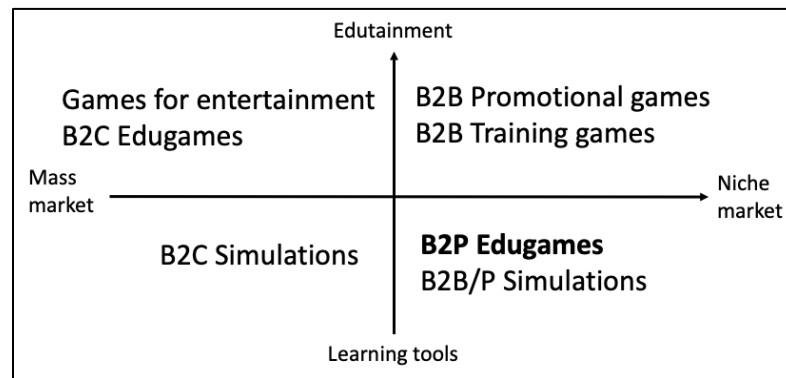 Edutainment
Games for entertainment
B2C Edugames
B2B Promotional games
B2B Training games
Mass
market
Niche
market
B2C Simulations
B2P Edugames
B2B/P Simulations
Learning tools